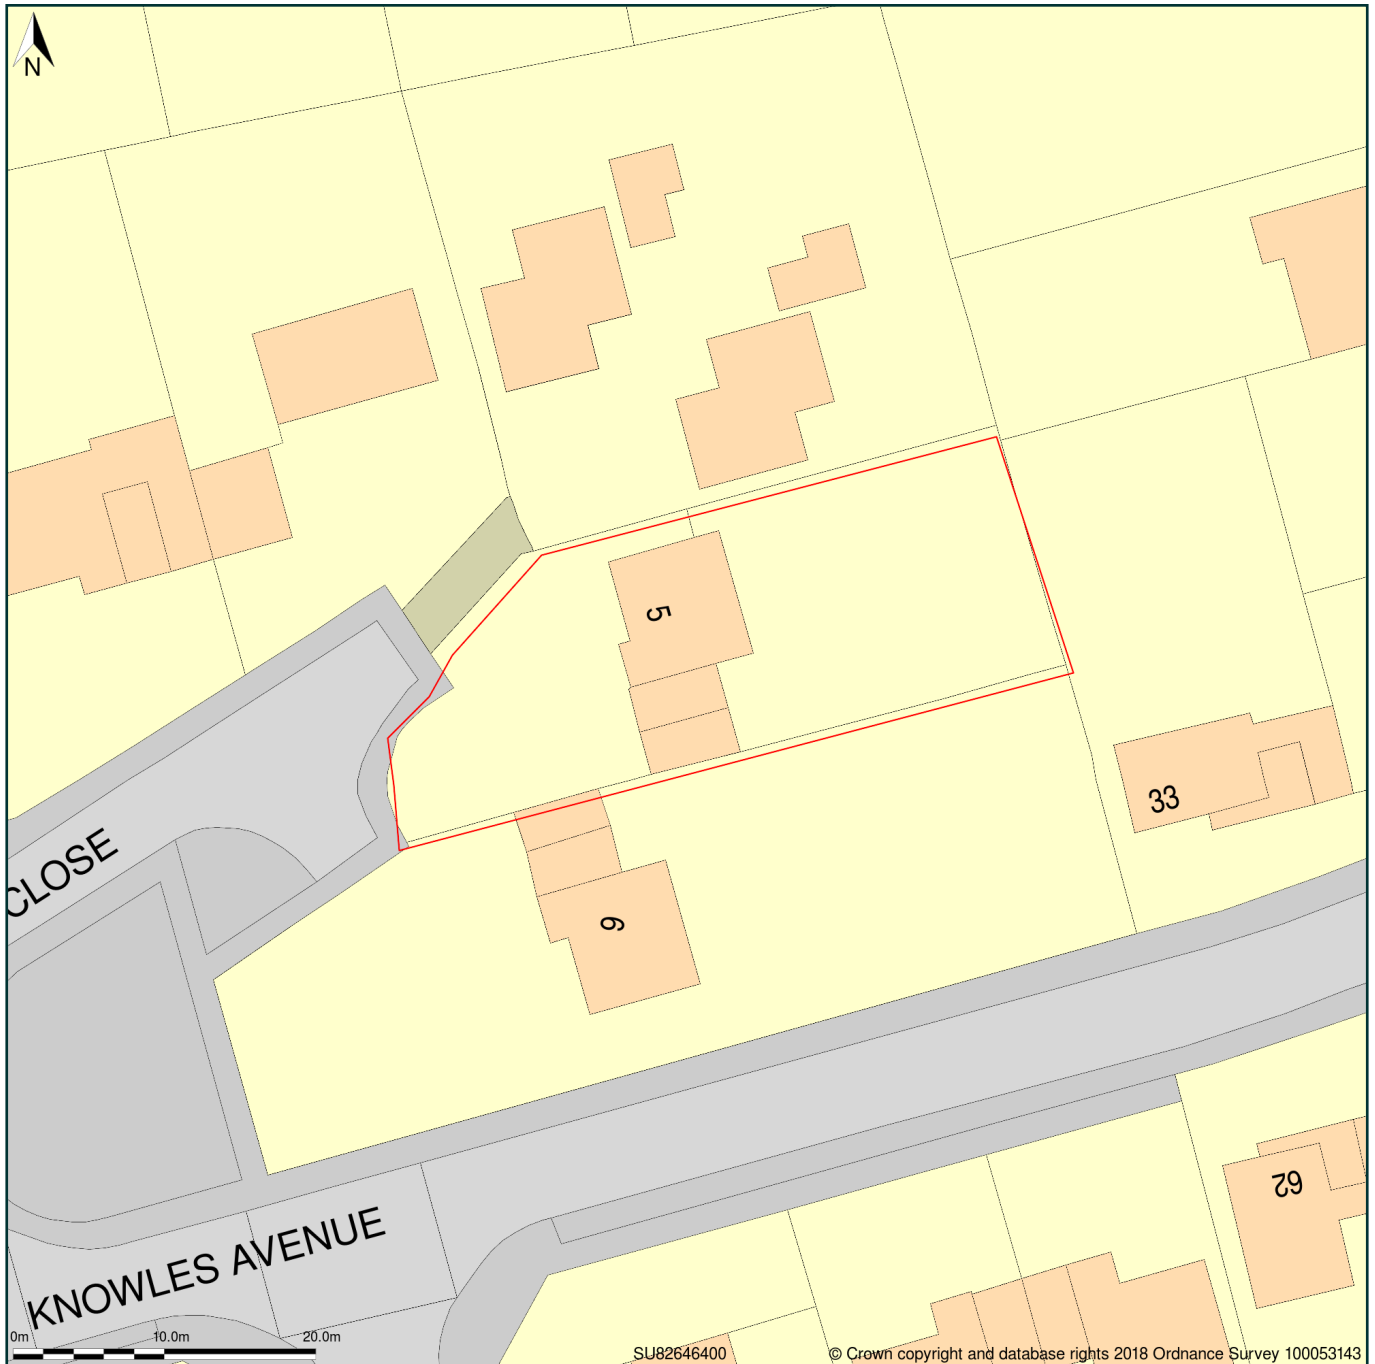 N
5
33
CLOSE
6
62
KNOWLES AVENUE
0m 10.0m 20.0m
SU82646400 © Crown copyright and database rights 2018 Ordnance Survey 100053143